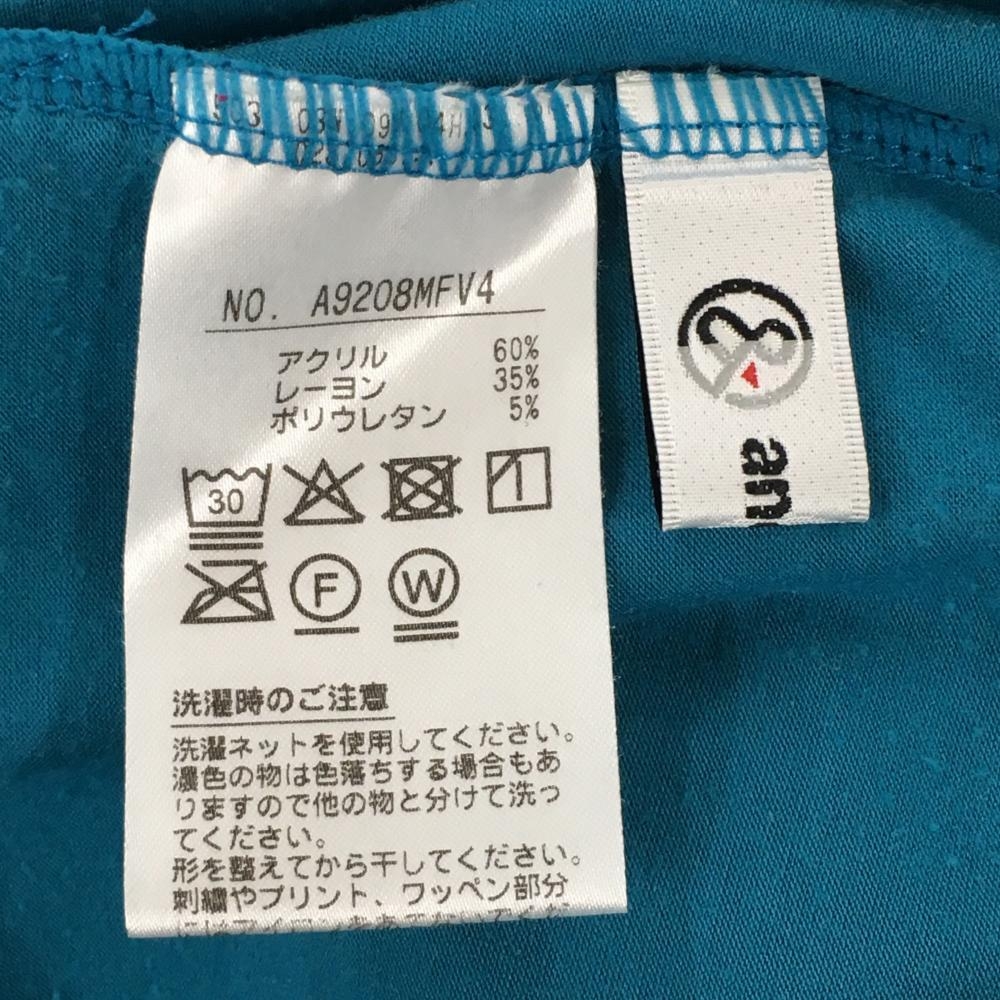 NO. A9208MFV4
アクリル 60%
レーヨン 35%
ポリウレタン 5%
30
F
W
洗濯時のご注意
洗濯ネットを使用してください。
濃色の物は色落ちする場合もあ
りますので他の物と分けて洗っ
てください。
形を整えてから干してください。
刺繍やプリント、ワッペン部分
an